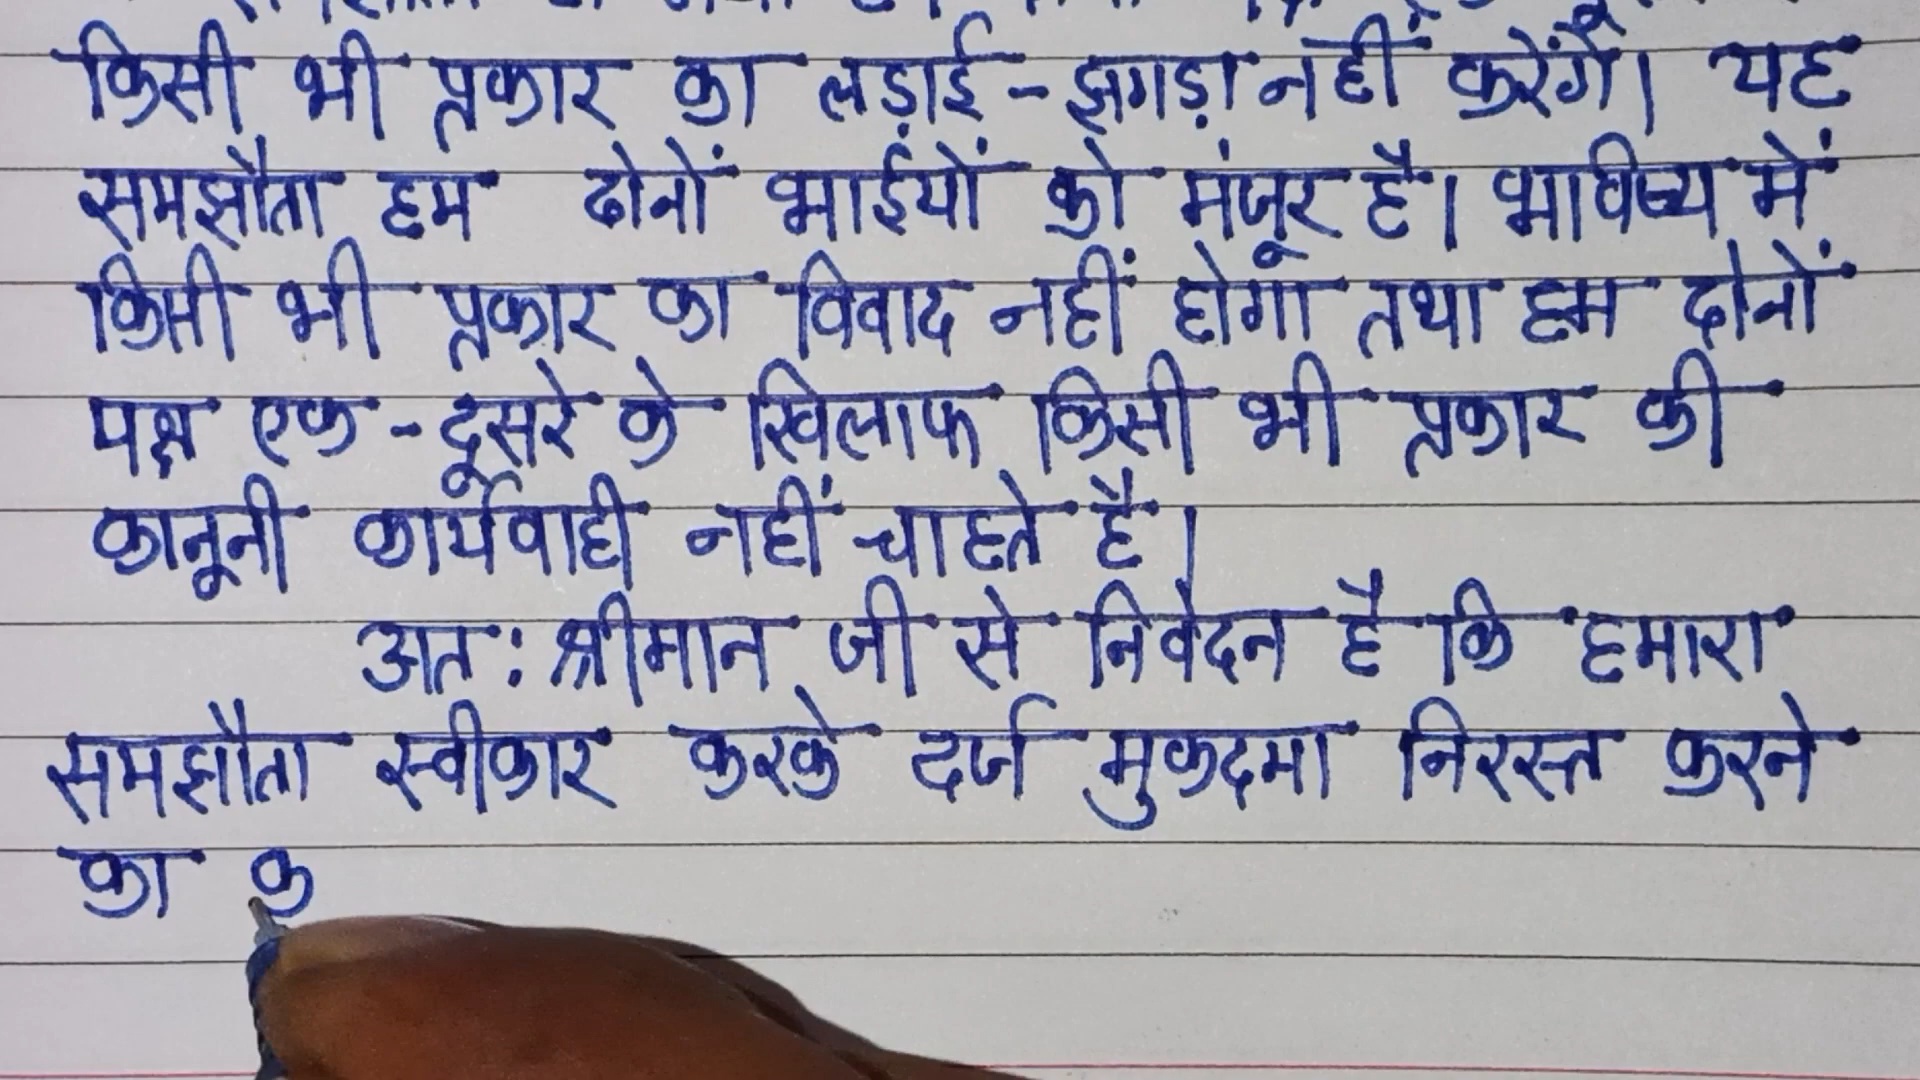 किसी भी प्रकार का लड़ाई-झगड़ा नहीं करेंगे। यह
समझौता हम दोनों भाईयों को मंजूर है। भाविष्य में
किसी भी प्रकार का विवाद नहीं होगा तथा हम दोनों
पक्ष एक-दूसरे के खिलाफ किसी भी प्रकार की
कानूनी कार्यवाही नहीं चाहते है।
अतः श्रीमान जी से निवेदन है कि हमारा
समझौता स्वीकार करके दर्ज मुकदमा निरस्त करने
का